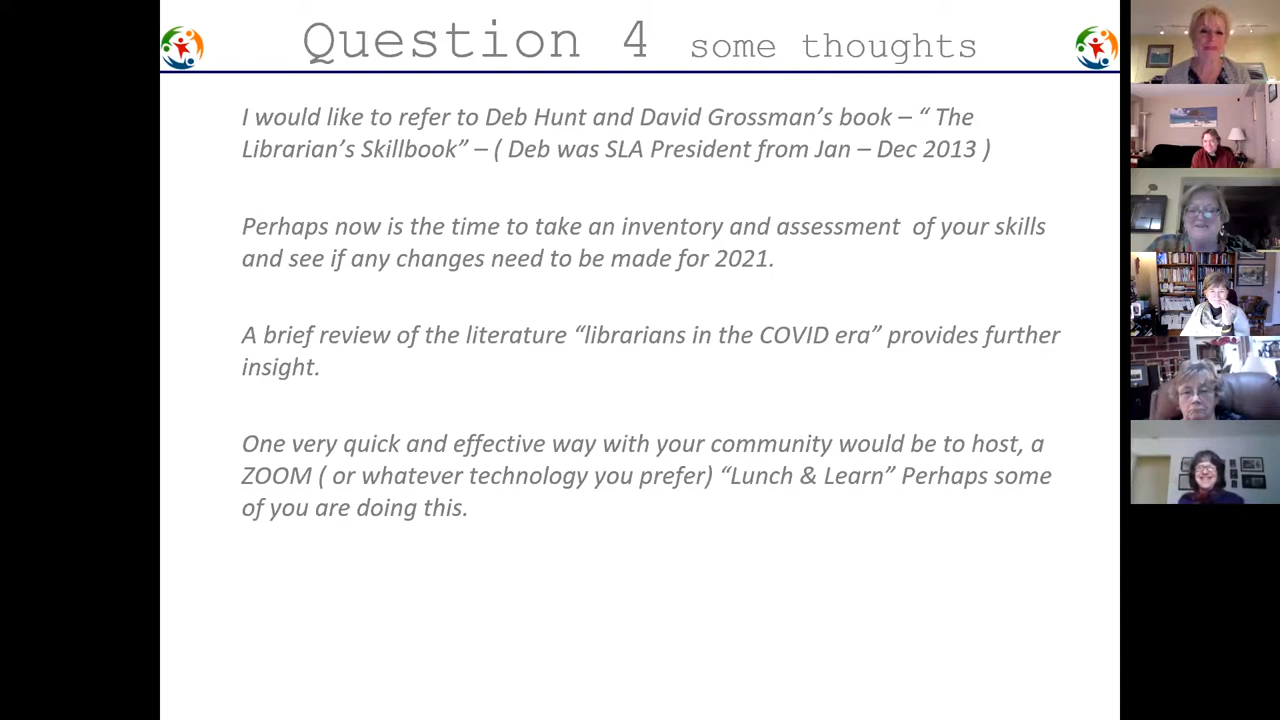 Question 4 some thoughts
I would like to refer to Deb Hunt and David Grossman’s book – “ The
Librarian’s Skillbook” – ( Deb was SLA President from Jan – Dec 2013 )
Perhaps now is the time to take an inventory and assessment  of your skills
and see if any changes need to be made for 2021.
A brief review of the literature “librarians in the COVID era” provides further
insight.
One very quick and effective way with your community would be to host, a
ZOOM ( or whatever technology you prefer) “Lunch & Learn” Perhaps some
of you are doing this.